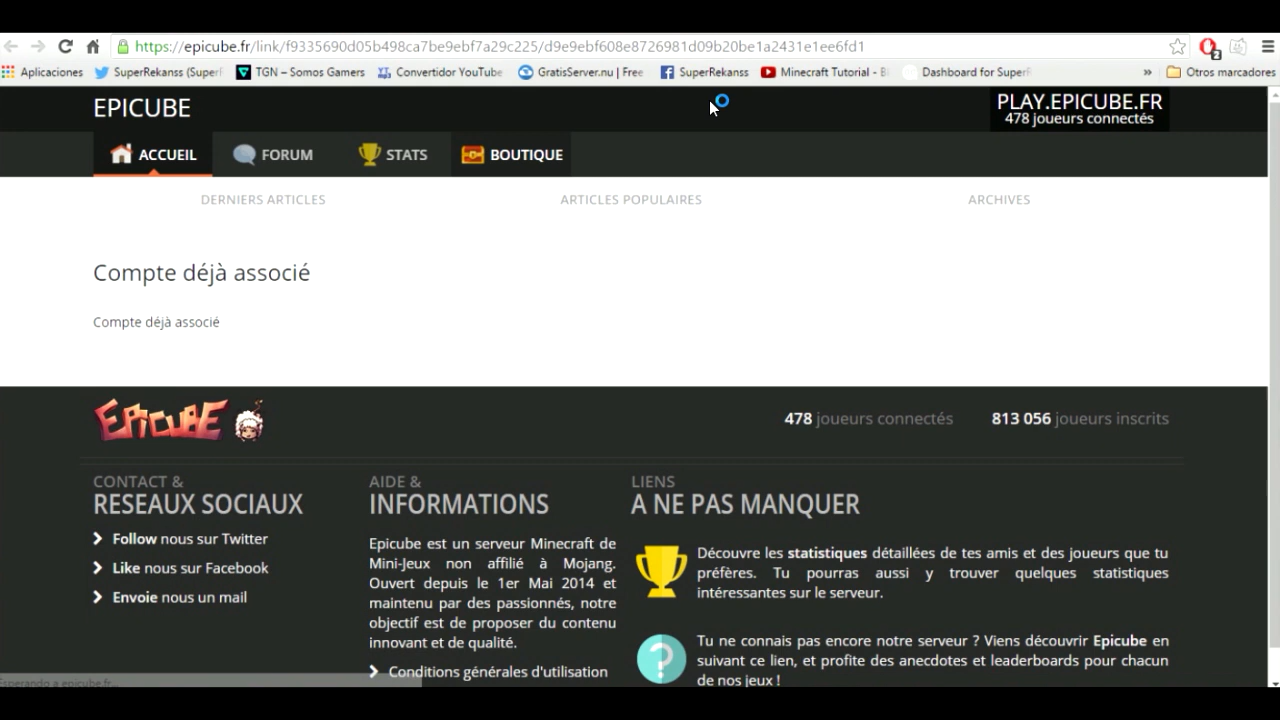 https://epicube.fr/link/f9335690d05b498ca7be9ebf7a29c225/d9e9ebf608e8726981d09b20be1a2431e1ee6fd1
2
Aplicaciones SuperRekanss (Superf TGN – Somos Gamers Convertidor YouTube GratisServer.nu | Free SuperRekanss Minecraft Tutorial - Bi Dashboard for SuperR » Otros marcadores
EPICUBE
PLAY.EPICUBE.FR
478 joueurs connectés
ACCUEIL FORUM STATS BOUTIQUE
DERNIERS ARTICLES ARTICLES POPULAIRES ARCHIVES
Compte déjà associé
Compte déjà associé
EPICUBE
478 joueurs connectés 813 056 joueurs inscrits
CONTACT &
RESEAUX SOCIAUX
Follow nous sur Twitter
Like nous sur Facebook
Envoie nous un mail
AIDE &
INFORMATIONS
Epicube est un serveur Minecraft de
Mini-Jeux non affilié à Mojang.
Ouvert depuis le 1er Mai 2014 et
maintenu par des passionnés, notre
objectif est de proposer du contenu
innovant et de qualité.
Conditions générales d'utilisation
LIENS
A NE PAS MANQUER
Découvre les statistiques détaillées de tes amis et des joueurs que tu
préfères. Tu pourras aussi y trouver quelques statistiques
intéressantes sur le serveur.
Tu ne connais pas encore notre serveur ? Viens découvrir Epicube en
suivant ce lien, et profite des anecdotes et leaderboards pour chacun
de nos jeux !
Esperando a epicube.fr...